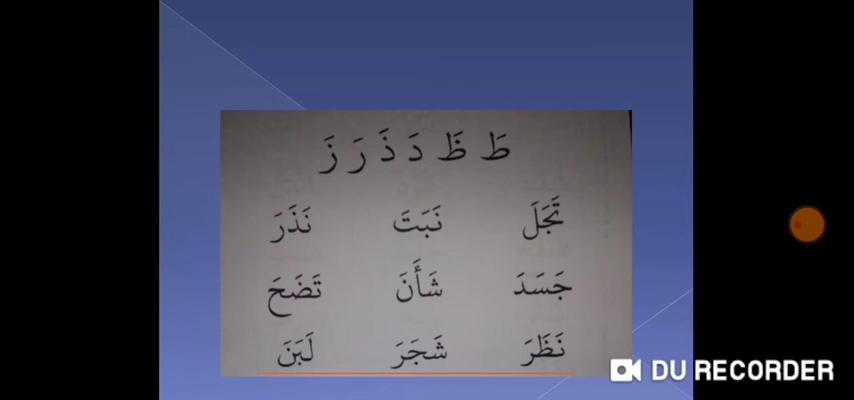 طَ ظَ دَ ذَ رَ زَ
تَجَلَ نَبَتَ نَذَرَ
جَسَدَ شَأَنَ تَضَحَ
نَظَرَ شَجَرَ لَبَنَ
DU RECORDER